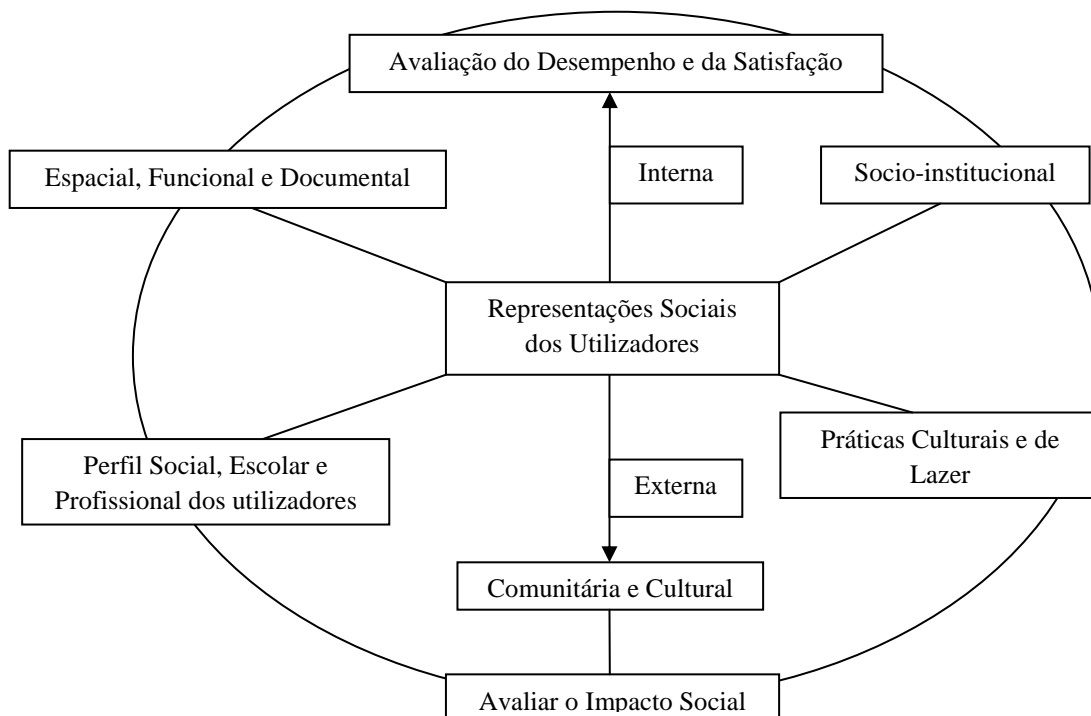 Avaliação do Desempenho e da Satisfação
Espacial, Funcional e Documental
Interna
Socio-institucional
Representações Sociais
dos Utilizadores
Perfil Social, Escolar e
Profissional dos utilizadores
Externa
Práticas Culturais e de
Lazer
Comunitária e Cultural
Avaliar o Impacto Social